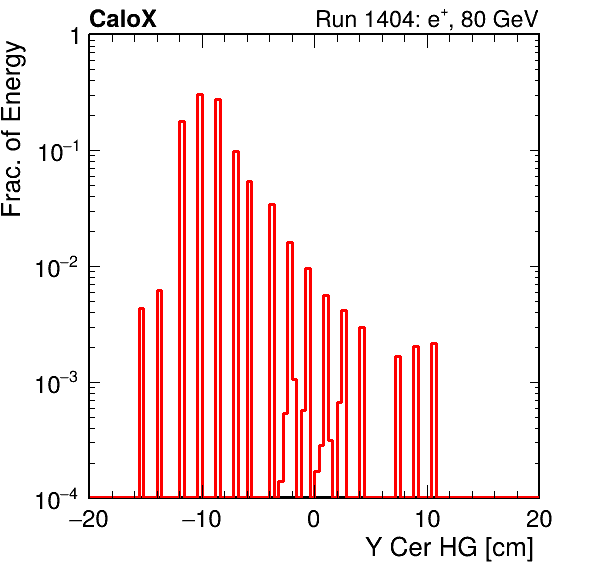 CaloX Run 1404: e⁺, 80 GeV
Frac. of Energy
1
10⁻¹
10⁻²
10⁻³
10⁻⁴
−20 −10 0 10 20
Y Cer HG [cm]